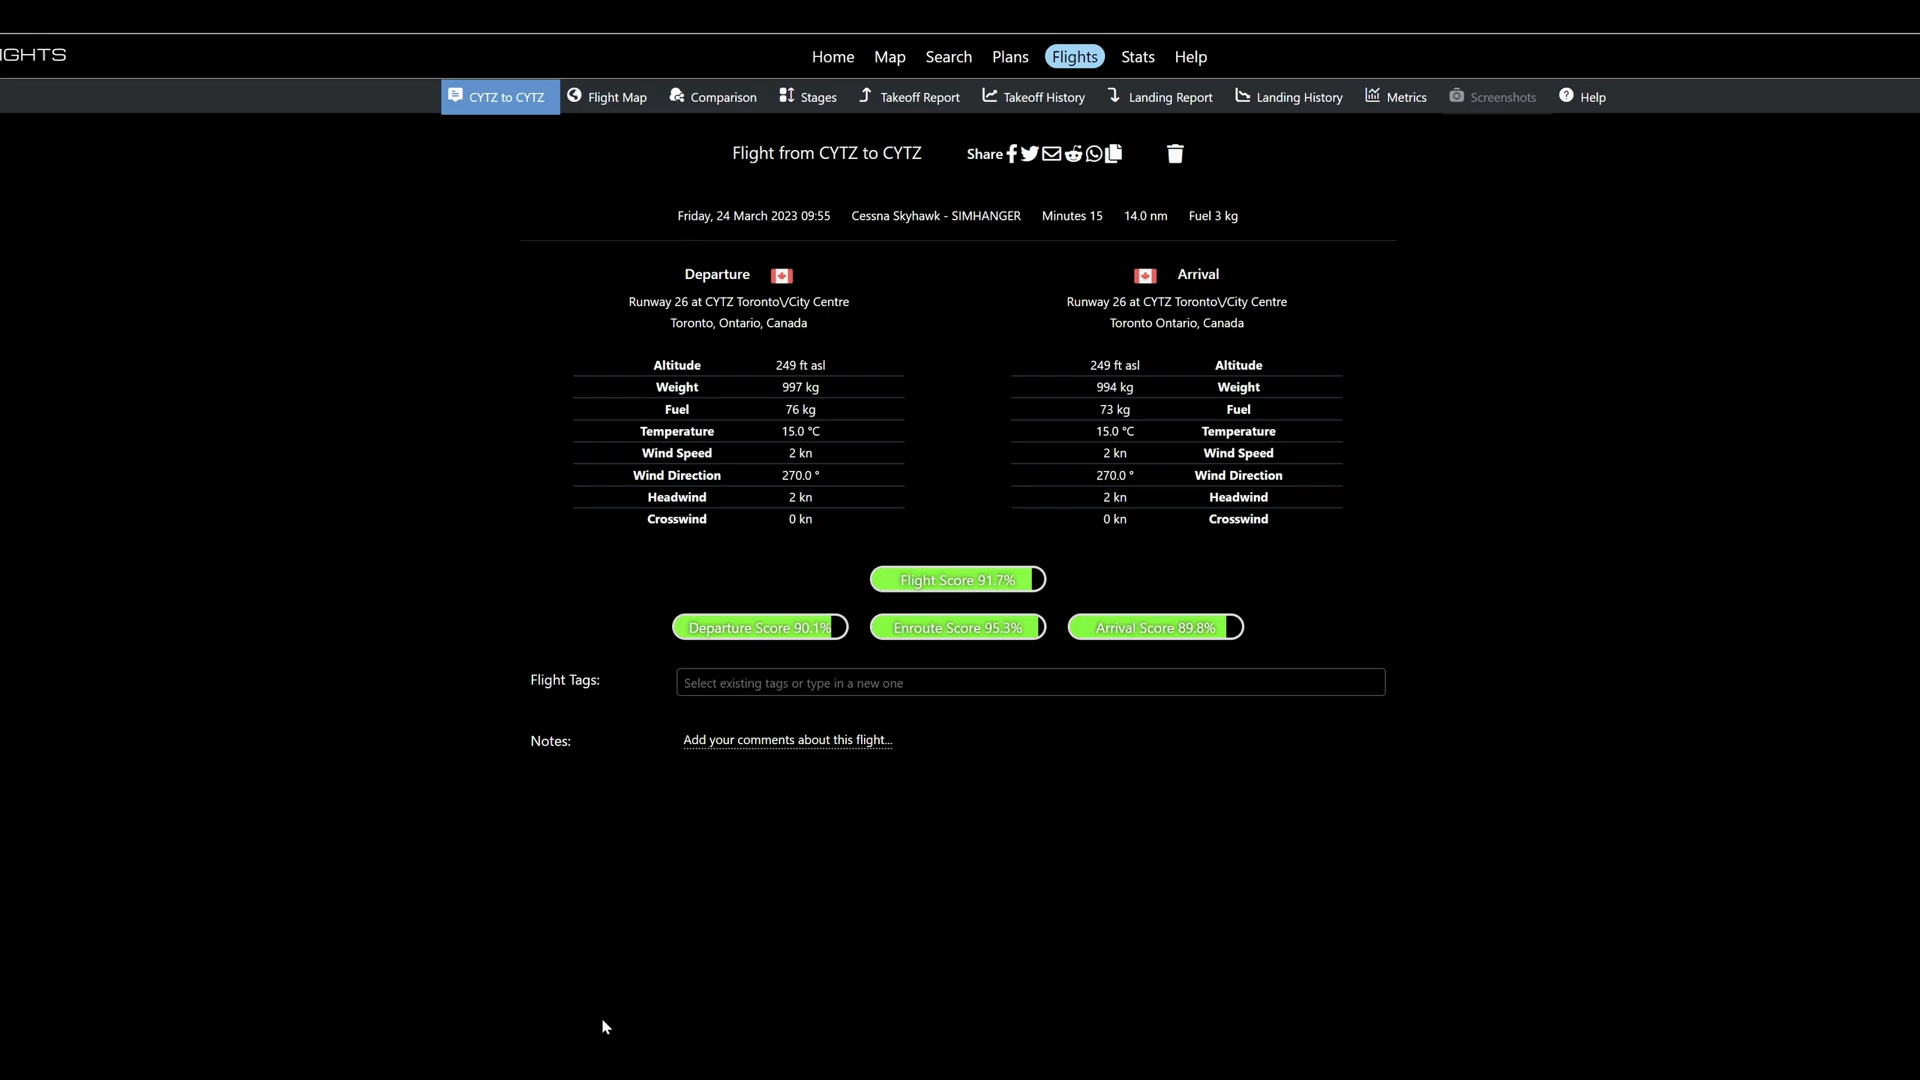 IGHTS
Home Map Search Plans Flights Stats Help
CYTZ to CYTZ Flight Map Comparison Stages Takeoff Report Takeoff History Landing Report Landing History Metrics Screenshots Help
Flight from CYTZ to CYTZ Share
Friday, 24 March 2023 09:55 Cessna Skyhawk - SIMHANGER Minutes 15 14.0 nm Fuel 3 kg
Departure Arrival
Runway 26 at CYTZ Toronto\/City Centre Runway 26 at CYTZ Toronto\/City Centre
Toronto, Ontario, Canada Toronto Ontario, Canada
Altitude 249 ft asl 249 ft asl Altitude
Weight 997 kg 994 kg Weight
Fuel 76 kg 73 kg Fuel
Temperature 15.0 °C 15.0 °C Temperature
Wind Speed 2 kn 2 kn Wind Speed
Wind Direction 270.0 ° 270.0 ° Wind Direction
Headwind 2 kn 2 kn Headwind
Crosswind 0 kn 0 kn Crosswind
Flight Score 91.7%
Departure Score 90.1% Enroute Score 95.3% Arrival Score 89.8%
Flight Tags: Select existing tags or type in a new one
Notes: Add your comments about this flight...